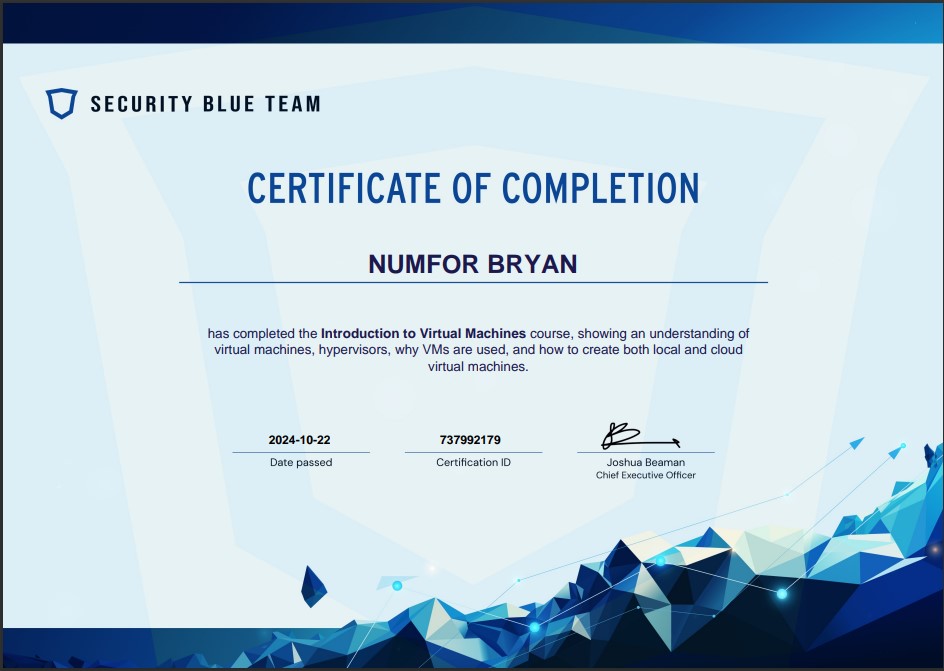 SECURITY BLUE TEAM
CERTIFICATE OF COMPLETION
NUMFOR BRYAN
has completed the Introduction to Virtual Machines course, showing an understanding of
virtual machines, hypervisors, why VMs are used, and how to create both local and cloud
virtual machines.
2024-10-22
Date passed
737992179
Certification ID
Joshua Beaman
Chief Executive Officer